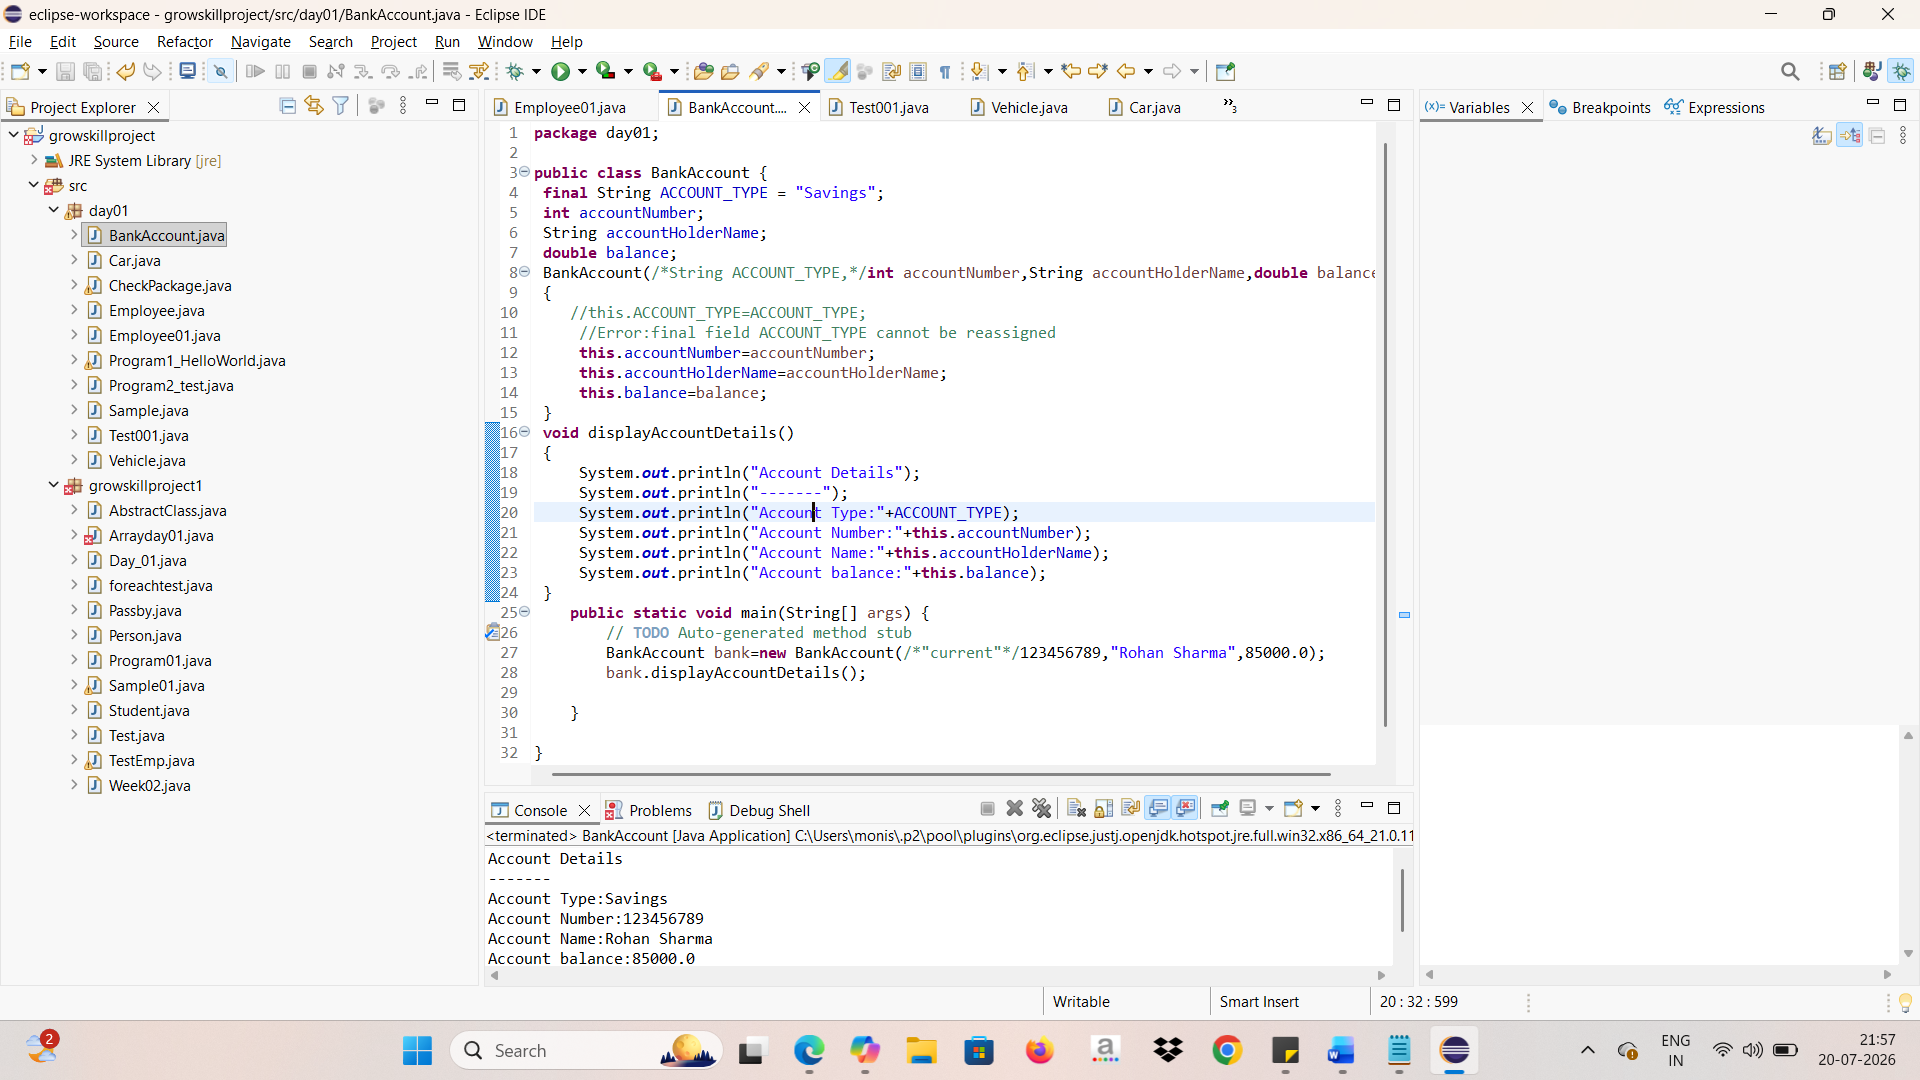 eclipse-workspace - growskillproject/src/day01/BankAccount.java - Eclipse IDE
File Edit Source Refactor Navigate Search Project Run Window Help
Project Explorer
growskillproject
JRE System Library [jre]
src
day01
BankAccount.java
Car.java
CheckPackage.java
Employee.java
Employee01.java
Program1_HelloWorld.java
Program2_test.java
Sample.java
Test001.java
Vehicle.java
growskillproject1
AbstractClass.java
Arrayday01.java
Day_01.java
foreachtest.java
Passby.java
Person.java
Program01.java
Sample01.java
Student.java
Test.java
TestEmp.java
Week02.java
Employee01.java BankAccount.... Test001.java Vehicle.java Car.java »3
1 package day01;
2
3 public class BankAccount {
4 final String ACCOUNT_TYPE = "Savings";
5 int accountNumber;
6 String accountHolderName;
7 double balance;
8 BankAccount(/*String ACCOUNT_TYPE,*/int accountNumber,String accountHolderName,double balance
9 {
10 //this.ACCOUNT_TYPE=ACCOUNT_TYPE;
11 //Error:final field ACCOUNT_TYPE cannot be reassigned
12 this.accountNumber=accountNumber;
13 this.accountHolderName=accountHolderName;
14 this.balance=balance;
15 }
16 void displayAccountDetails()
17 {
18 System.out.println("Account Details");
19 System.out.println("-------");
20 System.out.println("Account Type:"+ACCOUNT_TYPE);
21 System.out.println("Account Number:"+this.accountNumber);
22 System.out.println("Account Name:"+this.accountHolderName);
23 System.out.println("Account balance:"+this.balance);
24 }
25 public static void main(String[] args) {
26 // TODO Auto-generated method stub
27 BankAccount bank=new BankAccount(/*"current"*/123456789,"Rohan Sharma",85000.0);
28 bank.displayAccountDetails();
29
30 }
31
32 }
Console Problems Debug Shell
<terminated> BankAccount [Java Application] C:\Users\monis\.p2\pool\plugins\org.eclipse.justj.openjdk.hotspot.jre.full.win32.x86_64_21.0.11
Account Details
-------
Account Type:Savings
Account Number:123456789
Account Name:Rohan Sharma
Account balance:85000.0
(x)= Variables Breakpoints Expressions
Writable Smart Insert 20 : 32 : 599
2
Search
ENG
IN
21:57
20-07-2026